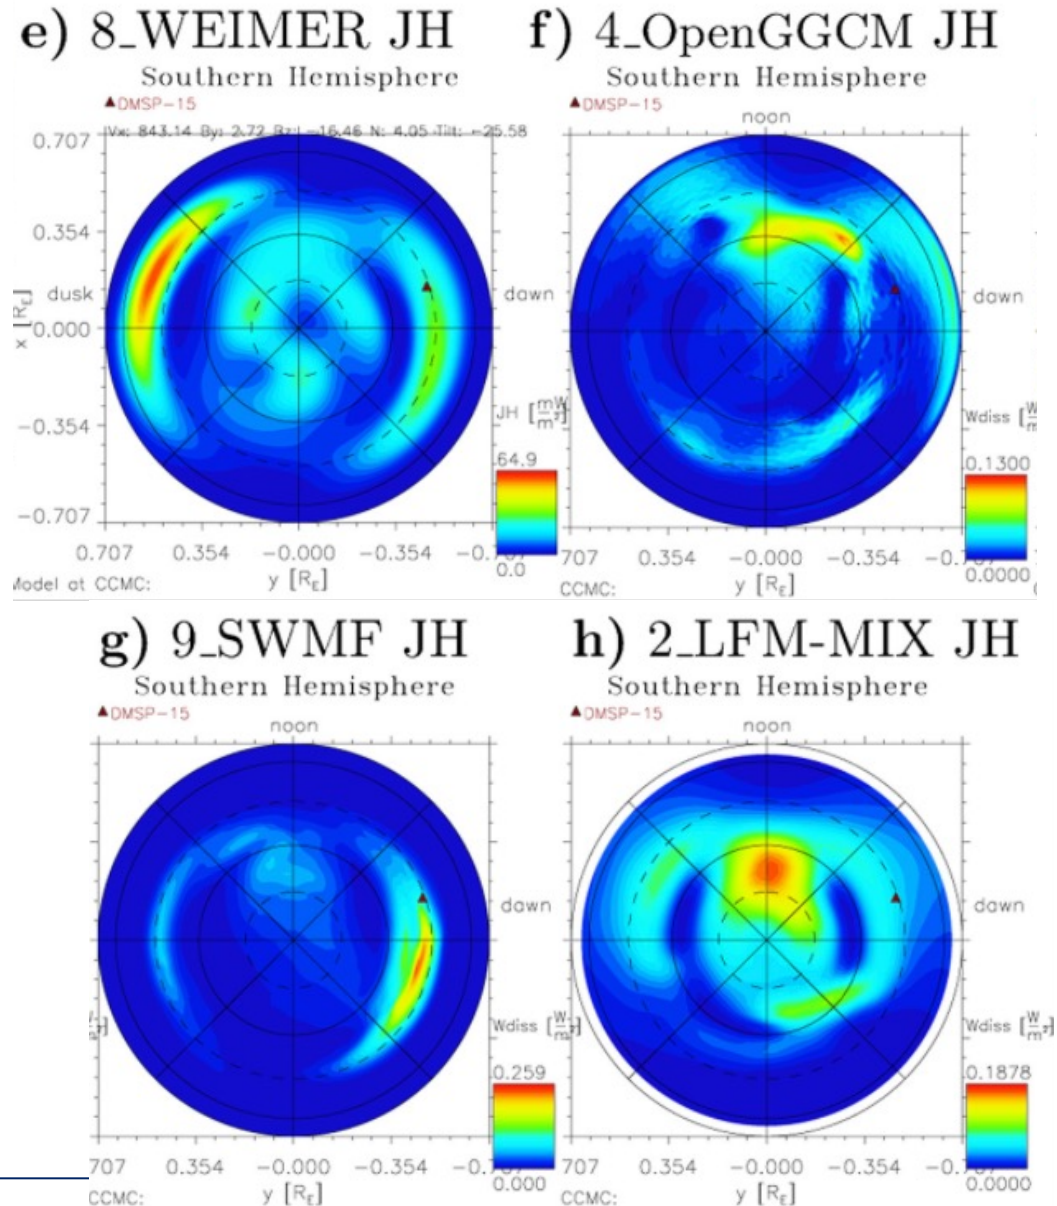 e) 8_WEIMER JH
Southern Hemisphere
▲DMSP-15
Vx: 843.14 By: 2.72 Bz: -16.46 N: 4.05 Tilt: -25.58
0.707
0.354
dusk
0.000
-0.354
-0.707
x [R_E]
dawn
JH [mW/m²]
64.9
0.0
0.707 0.354 -0.000 -0.354
y [R_E]
Model at CCMC:
f) 4_OpenGGCM JH
Southern Hemisphere
▲DMSP-15
noon
dawn
Wdiss
0.1300
0.0000
707 0.354 -0.000 -0.354
y [R_E]
CCMC:
g) 9_SWMF JH
Southern Hemisphere
▲DMSP-15
noon
dawn
Wdiss [W/m²]
0.259
0.000
707 0.354 -0.000 -0.354
y [R_E]
CCMC:
h) 2_LFM-MIX JH
Southern Hemisphere
▲DMSP-15
noon
dawn
Wdiss [W/m²]
0.1878
0.0000
707 0.354 -0.000 -0.354
y [R_E]
CCMC: